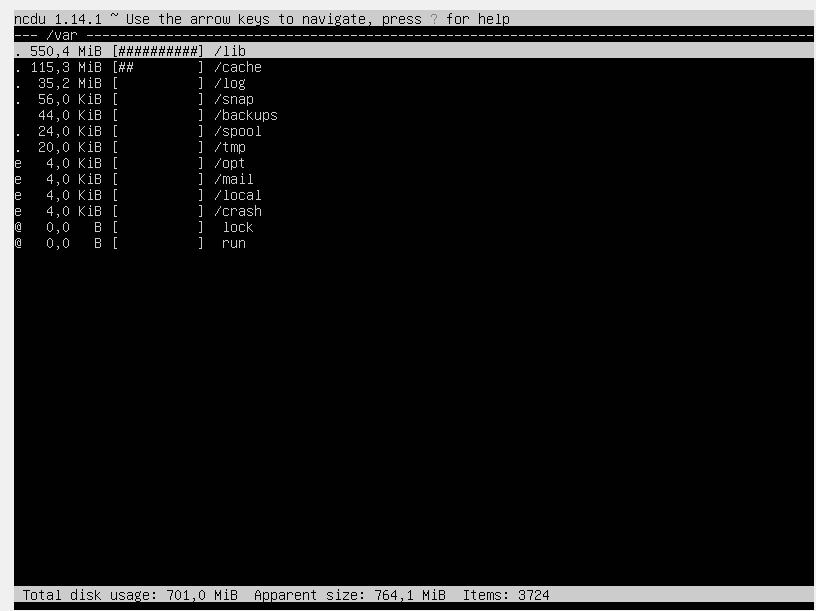 ncdu 1.14.1 ~ Use the arrow keys to navigate, press ? for help
--- /var -------------------------------------------------------------------------------------------
. 550,4 MiB [##########] /lib
. 115,3 MiB [##        ] /cache
.  35,2 MiB [          ] /log
.  56,0 KiB [          ] /snap
   44,0 KiB [          ] /backups
.  24,0 KiB [          ] /spool
.  20,0 KiB [          ] /tmp
e   4,0 KiB [          ] /opt
e   4,0 KiB [          ] /mail
e   4,0 KiB [          ] /local
e   4,0 KiB [          ] /crash
@   0,0   B [          ]  lock
@   0,0   B [          ]  run
Total disk usage: 701,0 MiB  Apparent size: 764,1 MiB  Items: 3724